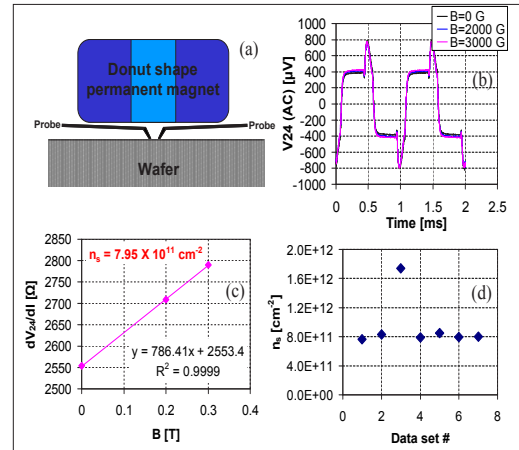 (a)
Donut shape
permanent magnet
Probe
Probe
Wafer
B=0 G
B=2000 G
B=3000 G
(b)
V24 (AC) [µV]
1000
800
600
400
200
0
-200
-400
-600
-800
-1000
0 0.5 1 1.5 2 2.5
Time [ms]
(c)
nₛ = 7.95 X 10¹¹ cm⁻²
dV₂₄/dI [Ω]
2850
2800
2750
2700
2650
2600
2550
2500
y = 786.41x + 2553.4
R² = 0.9999
0 0.1 0.2 0.3 0.4
B [T]
(d)
nₛ [cm⁻²]
2.0E+12
1.6E+12
1.2E+12
8.0E+11
4.0E+11
0.0E+00
0 2 4 6 8
Data set #